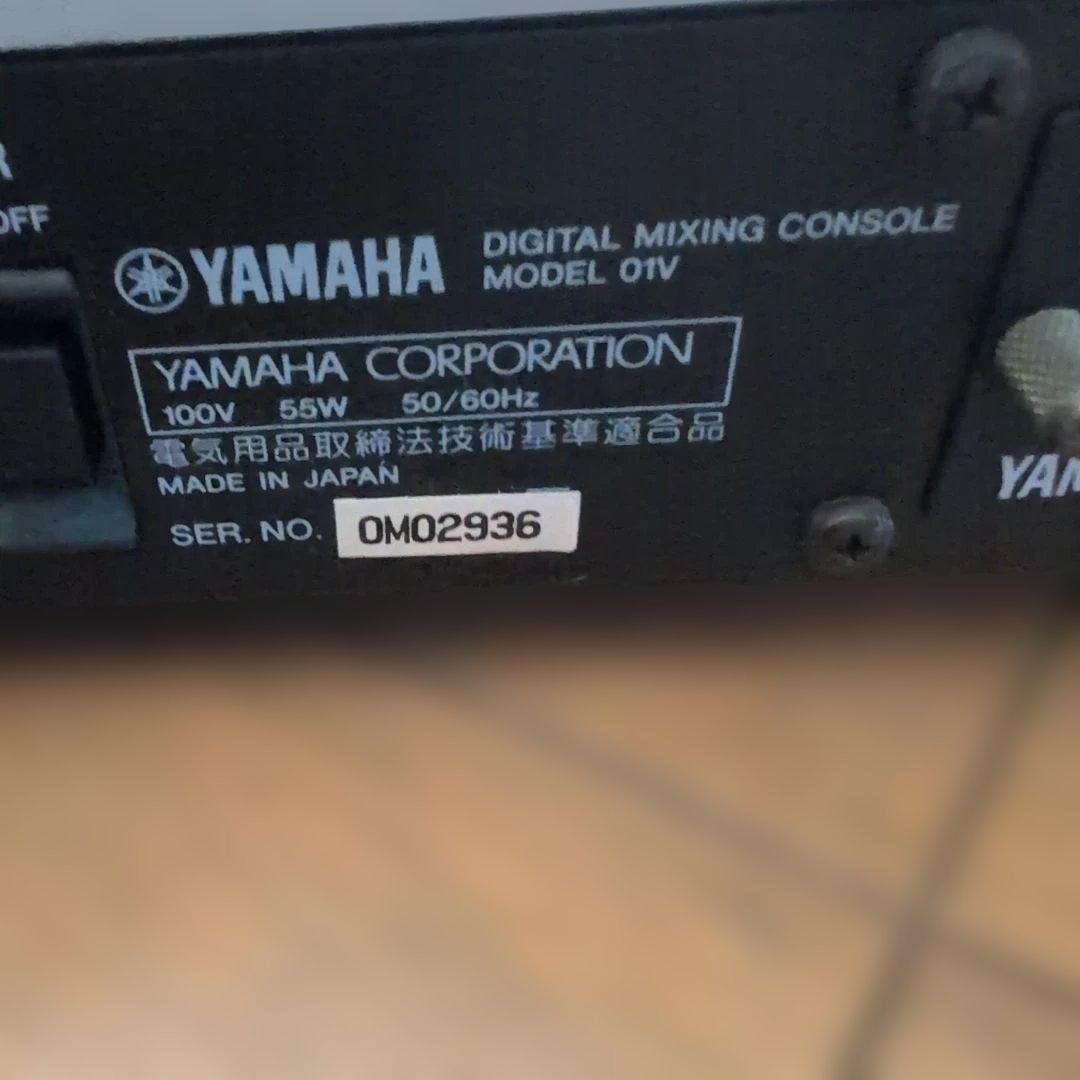 OFF
YAMAHA
DIGITAL MIXING CONSOLE
MODEL 01V
YAMAHA CORPORATION
100V 55W 50/60Hz
電気用品取締法技術基準適合品
MADE IN JAPAN
SER. NO. 0M02936
YAM